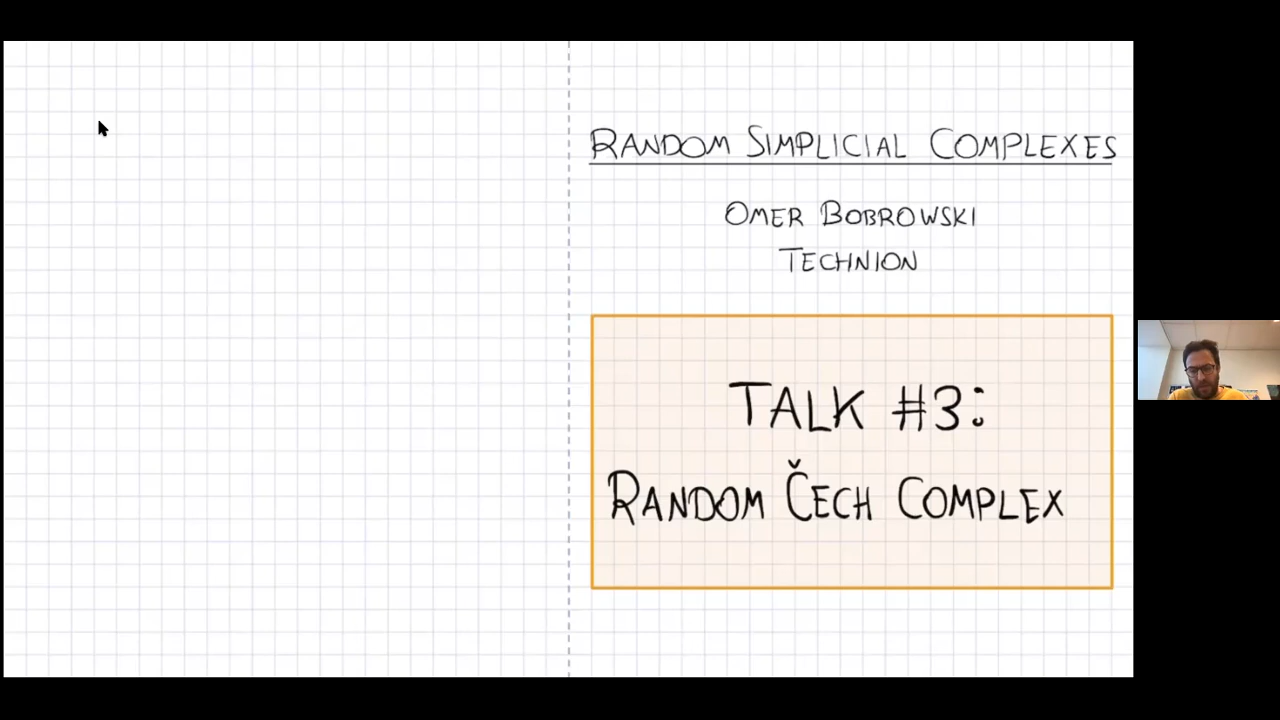 RANDOM SIMPLICIAL COMPLEXES
OMER BOBROWSKI
TECHNION
TALK #3:
RANDOM ČECH COMPLEX